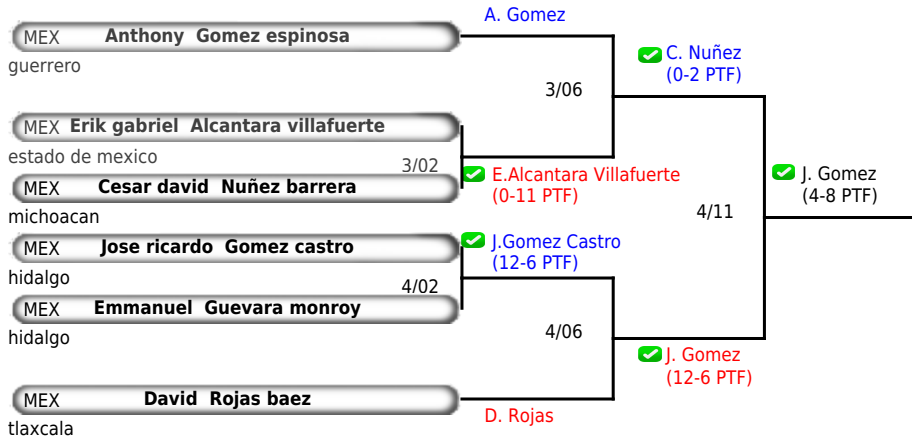 A. Gomez
MEX Anthony Gomez espinosa
guerrero
C. Nuñez
(0-2 PTF)
3/06
MEX Erik gabriel Alcantara villafuerte
estado de mexico
3/02
E.Alcantara Villafuerte
(0-11 PTF)
MEX Cesar david Nuñez barrera
michoacan
J. Gomez
(4-8 PTF)
4/11
MEX Jose ricardo Gomez castro
hidalgo
J.Gomez Castro
(12-6 PTF)
4/02
MEX Emmanuel Guevara monroy
hidalgo
4/06
J. Gomez
(12-6 PTF)
MEX David Rojas baez
tlaxcala
D. Rojas